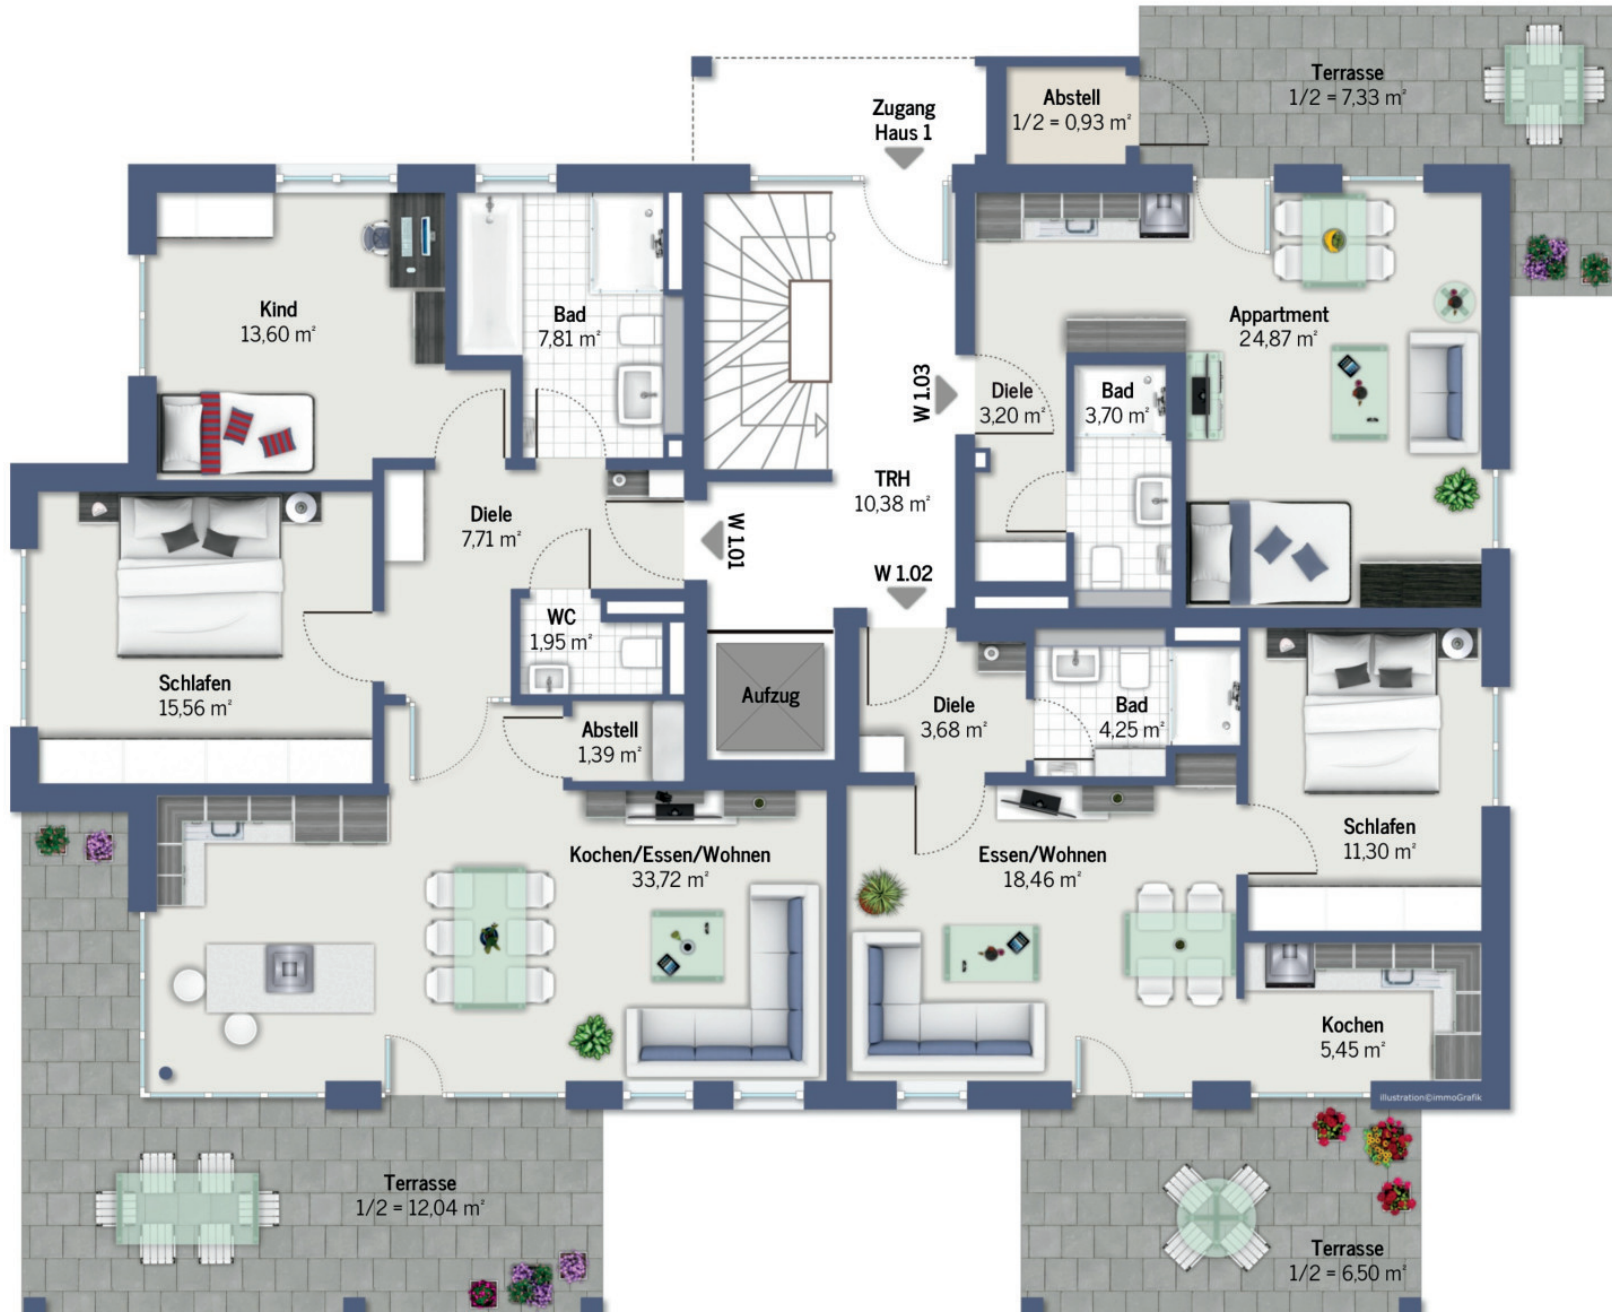 Terrasse
1/2 = 7,33 m²
Abstell
1/2 = 0,93 m²
Zugang
Haus 1
Kind
13,60 m²
Bad
7,81 m²
Appartment
24,87 m²
W 1.03
Diele
3,20 m²
Bad
3,70 m²
TRH
10,38 m²
Diele
7,71 m²
W 1.01
W 1.02
WC
1,95 m²
Schlafen
15,56 m²
Aufzug
Abstell
1,39 m²
Diele
3,68 m²
Bad
4,25 m²
Schlafen
11,30 m²
Kochen/Essen/Wohnen
33,72 m²
Essen/Wohnen
18,46 m²
Kochen
5,45 m²
illustration©immoGrafik
Terrasse
1/2 = 12,04 m²
Terrasse
1/2 = 6,50 m²